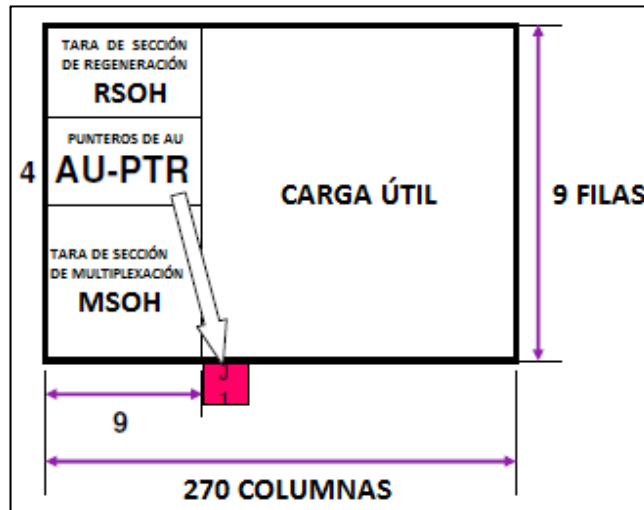 TARA DE SECCIÓN
DE REGENERACIÓN
RSOH
PUNTEROS DE AU
4
AU-PTR
CARGA ÚTIL
9 FILAS
TARA DE SECCIÓN
DE MULTIPLEXACIÓN
MSOH
J
1
9
270 COLUMNAS